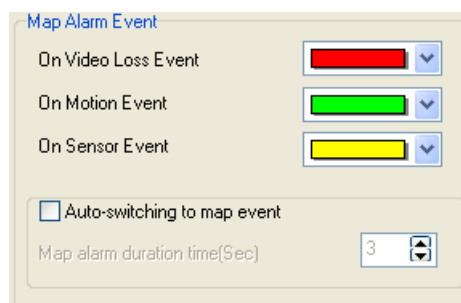 Map Alarm Event
On Video Loss Event
On Motion Event
On Sensor Event
Auto-switching to map event
Map alarm duration time(Sec) 3